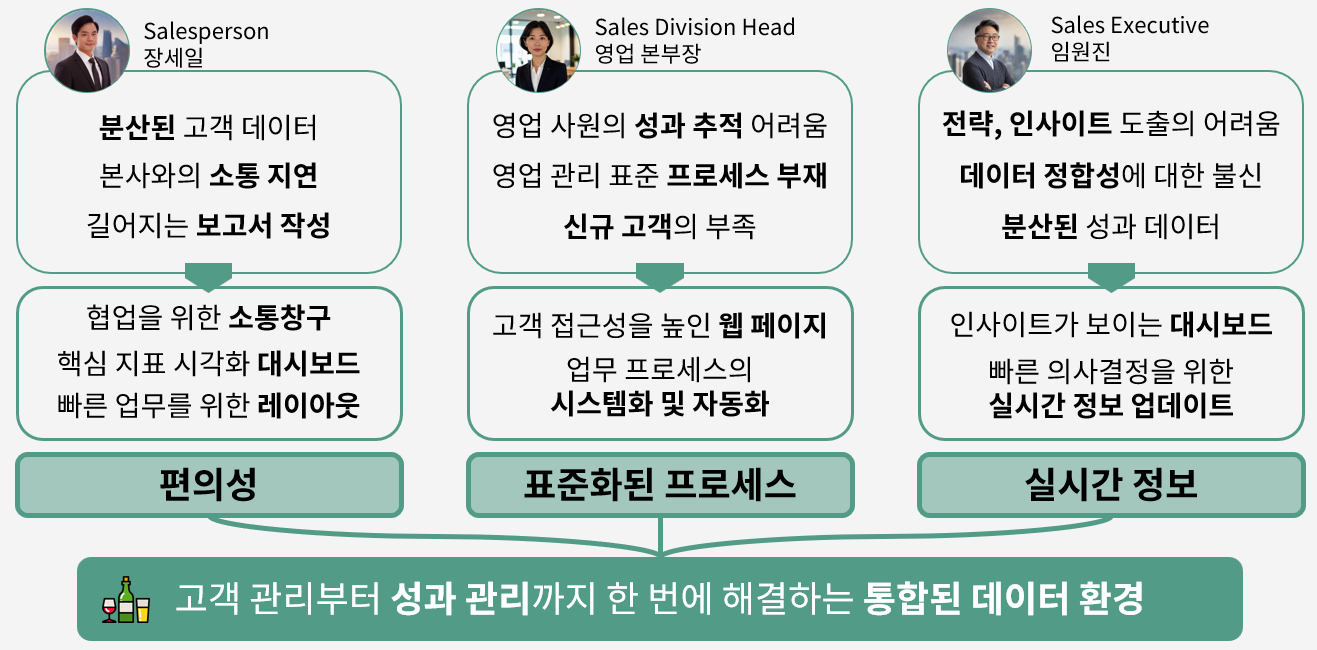 Salesperson
장세일
분산된 고객 데이터
본사와의 소통 지연
길어지는 보고서 작성
협업을 위한 소통창구
핵심 지표 시각화 대시보드
빠른 업무를 위한 레이아웃
편의성
Sales Division Head
영업 본부장
영업 사원의 성과 추적 어려움
영업 관리 표준 프로세스 부재
신규 고객의 부족
고객 접근성을 높인 웹 페이지
업무 프로세스의
시스템화 및 자동화
표준화된 프로세스
Sales Executive
임원진
전략, 인사이트 도출의 어려움
데이터 정합성에 대한 불신
분산된 성과 데이터
인사이트가 보이는 대시보드
빠른 의사결정을 위한
실시간 정보 업데이트
실시간 정보
고객 관리부터 성과 관리까지 한 번에 해결하는 통합된 데이터 환경